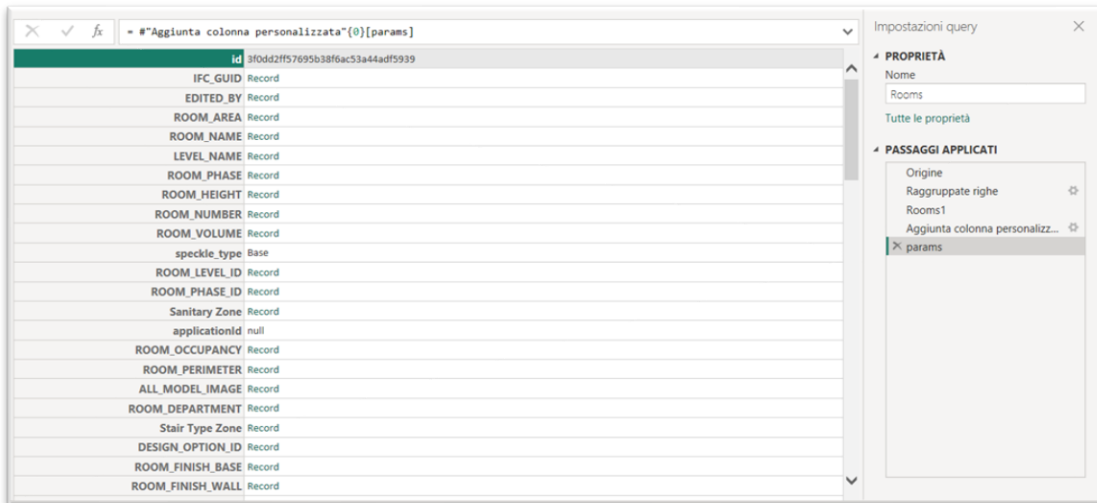 fx = #"Aggiunta colonna personalizzata"{0}[params]
id 3f0dd2ff57695b38f6ac53a44adf5939
IFC_GUID Record
EDITED_BY Record
ROOM_AREA Record
ROOM_NAME Record
LEVEL_NAME Record
ROOM_PHASE Record
ROOM_HEIGHT Record
ROOM_NUMBER Record
ROOM_VOLUME Record
speckle_type Base
ROOM_LEVEL_ID Record
ROOM_PHASE_ID Record
Sanitary Zone Record
applicationId null
ROOM_OCCUPANCY Record
ROOM_PERIMETER Record
ALL_MODEL_IMAGE Record
ROOM_DEPARTMENT Record
Stair Type Zone Record
DESIGN_OPTION_ID Record
ROOM_FINISH_BASE Record
ROOM_FINISH_WALL Record
Impostazioni query
PROPRIETÀ
Nome
Rooms
Tutte le proprietà
PASSAGGI APPLICATI
Origine
Raggruppate righe
Rooms1
Aggiunta colonna personalizz...
params